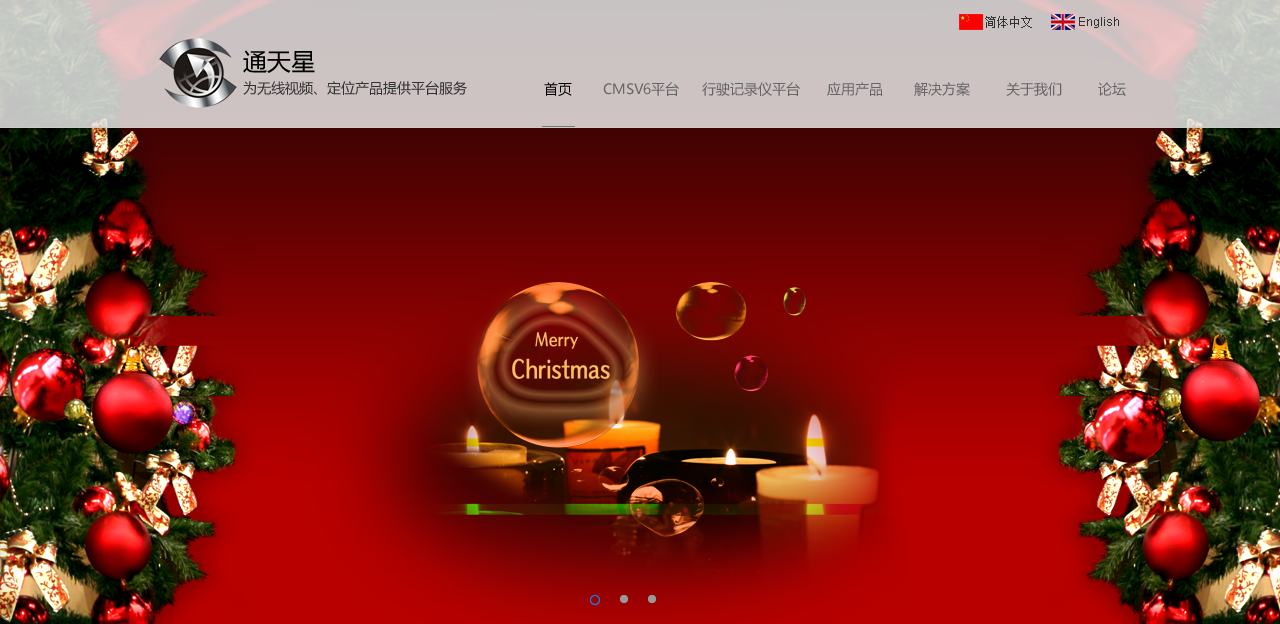 简体中文 English
通天星
为无线视频、定位产品提供平台服务
首页 CMSV6平台 行驶记录仪平台 应用产品 解决方案 关于我们 论坛
Merry
Christmas